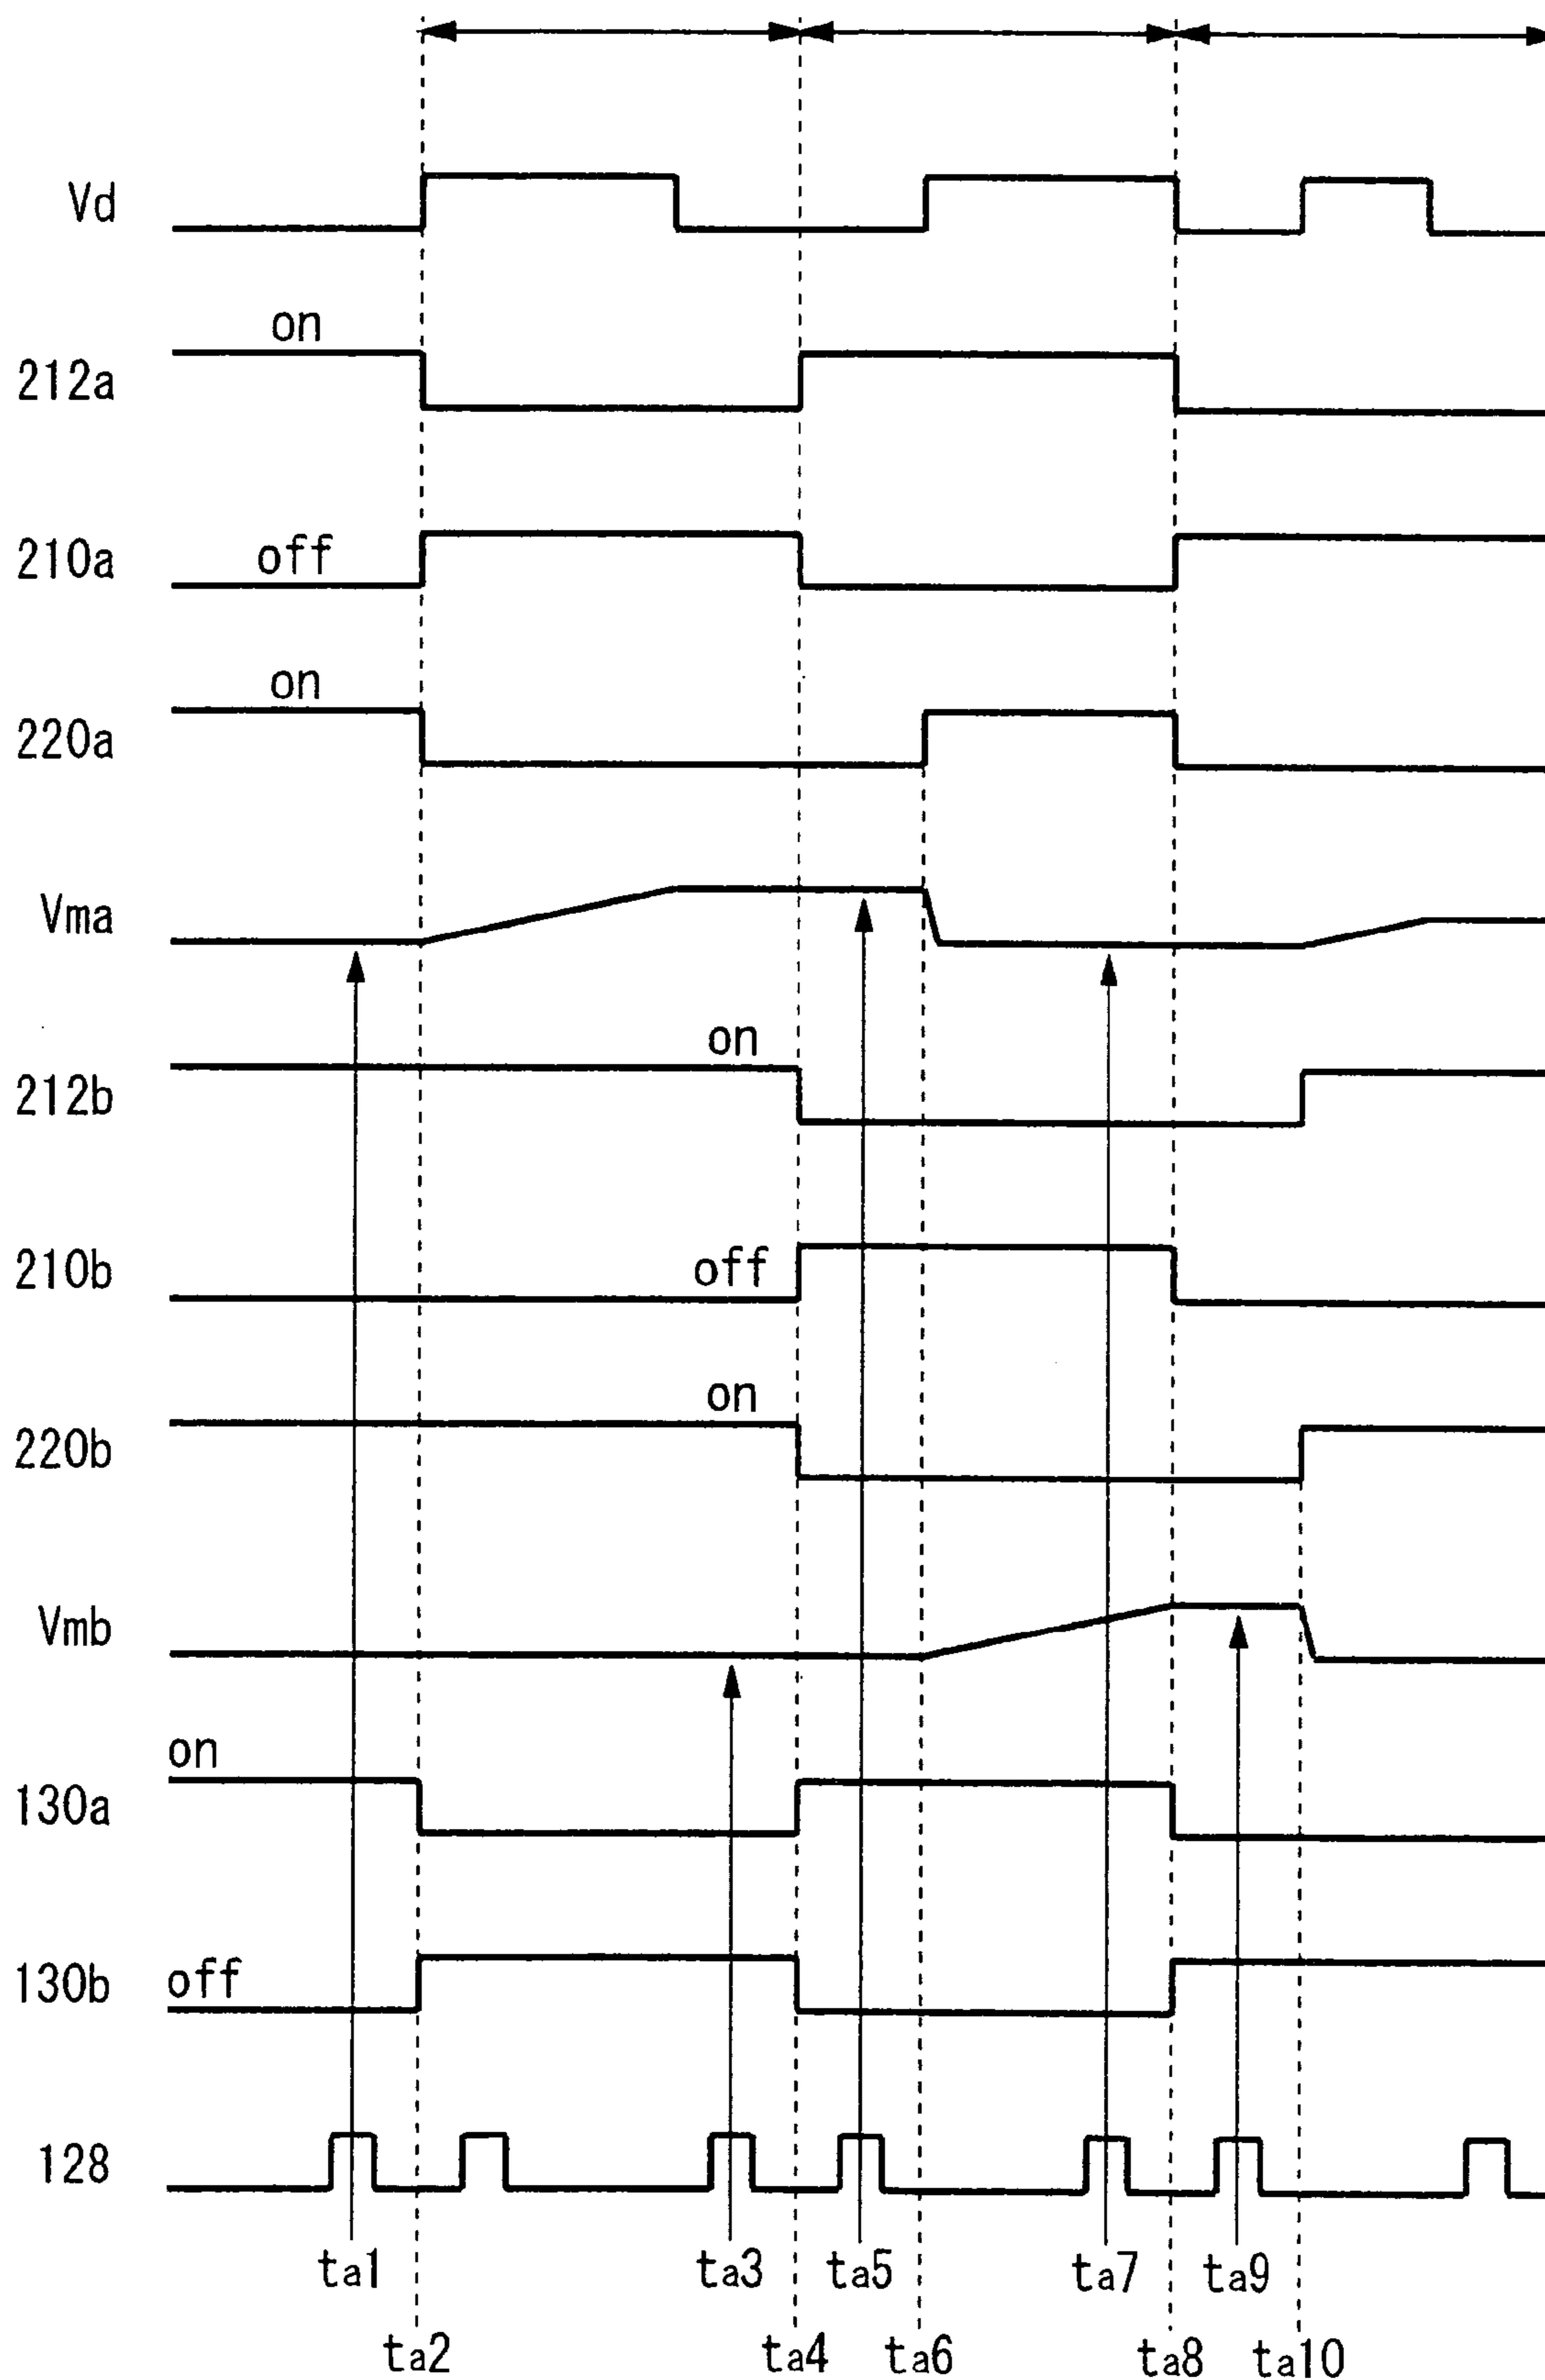 Vd
on
212a
off
210a
on
220a
Vma
on
212b
off
210b
on
220b
Vmb
on
130a
off
130b
128
ta1 ta3 ta5 ta7 ta9
ta2 ta4 ta6 ta8 ta10